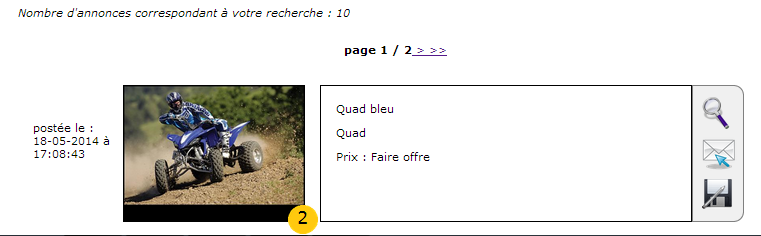 Nombre d'annonces correspondant à votre recherche : 10
page 1 / 2 > >>
postée le :
18-05-2014 à
17:08:43
2
Quad bleu
Quad
Prix : Faire offre